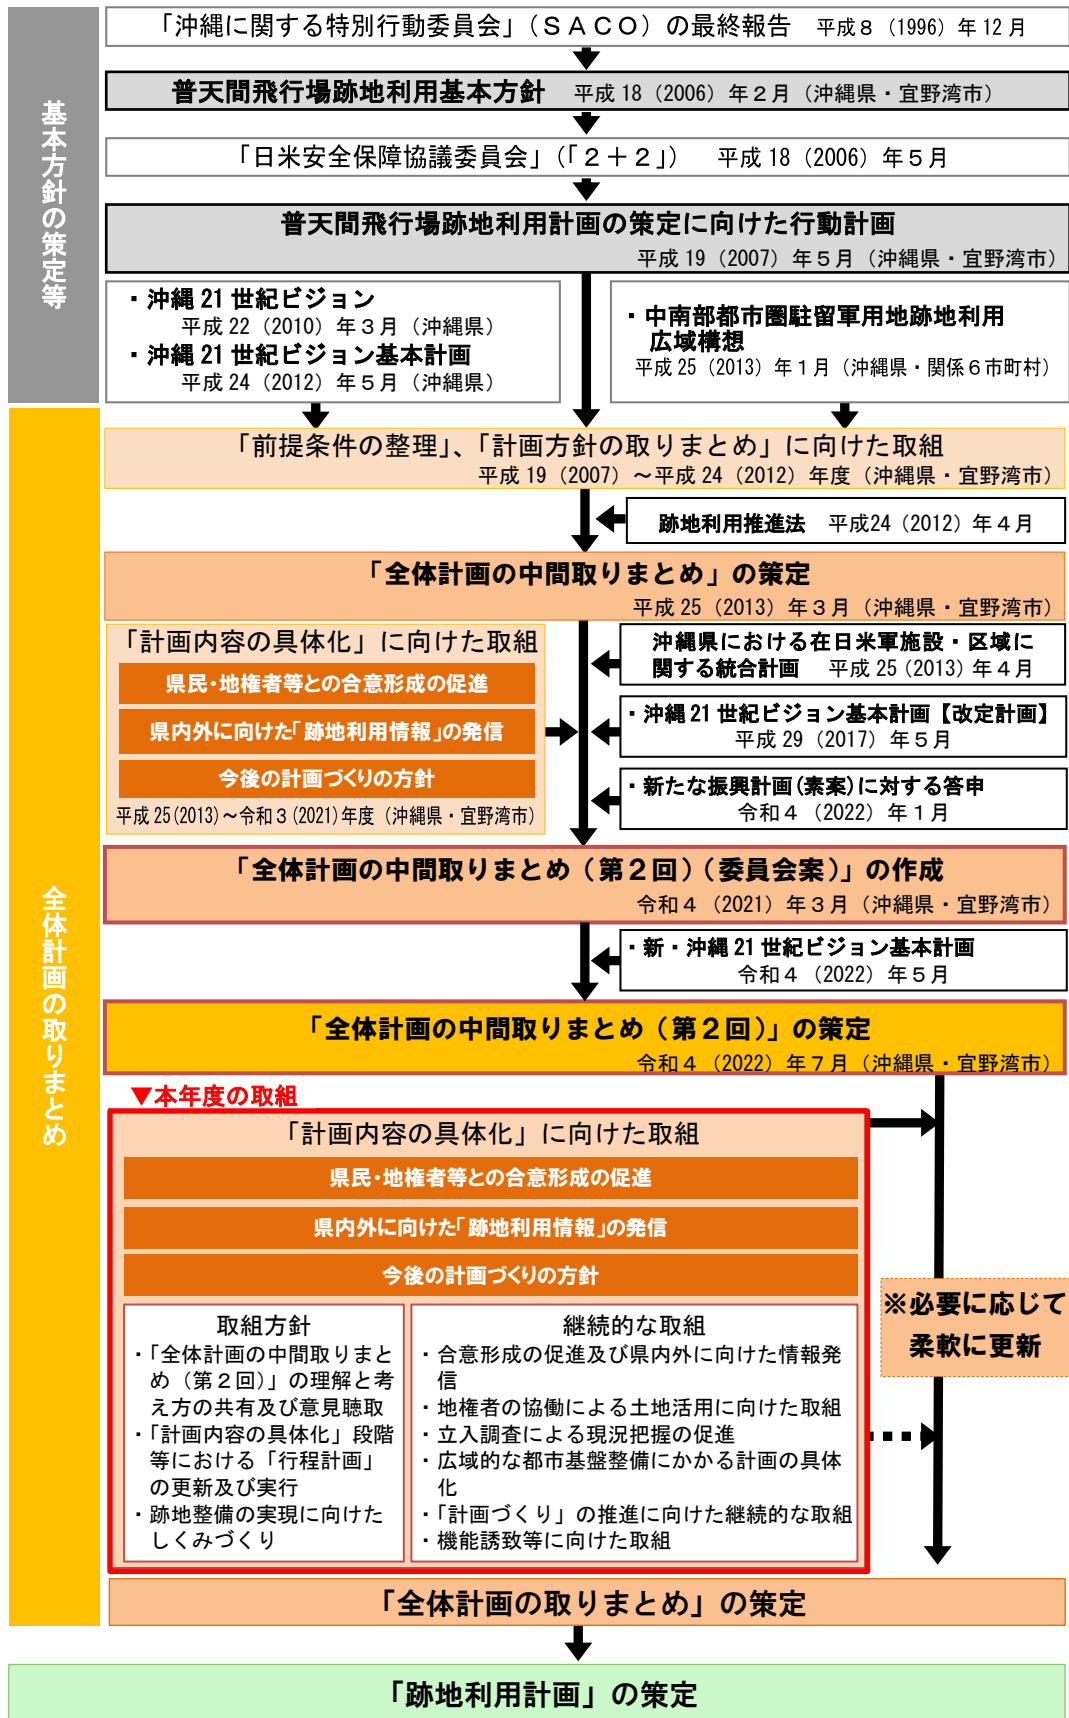 基本方針の策定等
「沖縄に関する特別行動委員会」（ＳＡＣＯ）の最終報告　平成８（1996）年 12 月
普天間飛行場跡地利用基本方針　平成 18（2006）年２月（沖縄県・宜野湾市）
「日米安全保障協議委員会」（「２＋２」）　平成 18（2006）年５月
普天間飛行場跡地利用計画の策定に向けた行動計画
平成 19（2007）年５月（沖縄県・宜野湾市）
・沖縄 21 世紀ビジョン
平成 22（2010）年３月（沖縄県）
・沖縄 21 世紀ビジョン基本計画
平成 24（2012）年５月（沖縄県）
・中南部都市圏駐留軍用地跡地利用
広域構想
平成 25（2013）年１月（沖縄県・関係６市町村）
全体計画の取りまとめ
「前提条件の整理」、「計画方針の取りまとめ」に向けた取組
平成 19（2007）～平成 24（2012）年度（沖縄県・宜野湾市）
跡地利用推進法　平成24（2012）年４月
「全体計画の中間取りまとめ」の策定
平成 25（2013）年３月（沖縄県・宜野湾市）
「計画内容の具体化」に向けた取組
県民・地権者等との合意形成の促進
県内外に向けた「跡地利用情報」の発信
今後の計画づくりの方針
平成 25(2013)～令和３(2021)年度（沖縄県・宜野湾市）
沖縄県における在日米軍施設・区域に
関する統合計画　平成 25（2013）年４月
・沖縄 21 世紀ビジョン基本計画【改定計画】
平成 29（2017）年５月
・新たな振興計画(素案)に対する答申
令和４（2022）年１月
「全体計画の中間取りまとめ（第２回）（委員会案）」の作成
令和４（2021）年３月（沖縄県・宜野湾市）
・新・沖縄 21 世紀ビジョン基本計画
令和４（2022）年５月
「全体計画の中間取りまとめ（第２回）」の策定
令和４（2022）年７月（沖縄県・宜野湾市）
▼本年度の取組
「計画内容の具体化」に向けた取組
県民・地権者等との合意形成の促進
県内外に向けた「跡地利用情報」の発信
今後の計画づくりの方針
取組方針
・「全体計画の中間取りまと
め（第２回）」の理解と考
え方の共有及び意見聴取
・「計画内容の具体化」段階
等における「行程計画」
の更新及び実行
・跡地整備の実現に向けた
しくみづくり
継続的な取組
・合意形成の促進及び県内外に向けた情報発
信
・地権者の協働による土地活用に向けた取組
・立入調査による現況把握の促進
・広域的な都市基盤整備にかかる計画の具体
化
・「計画づくり」の推進に向けた継続的な取組
・機能誘致等に向けた取組
※必要に応じて
柔軟に更新
「全体計画の取りまとめ」の策定
「跡地利用計画」の策定